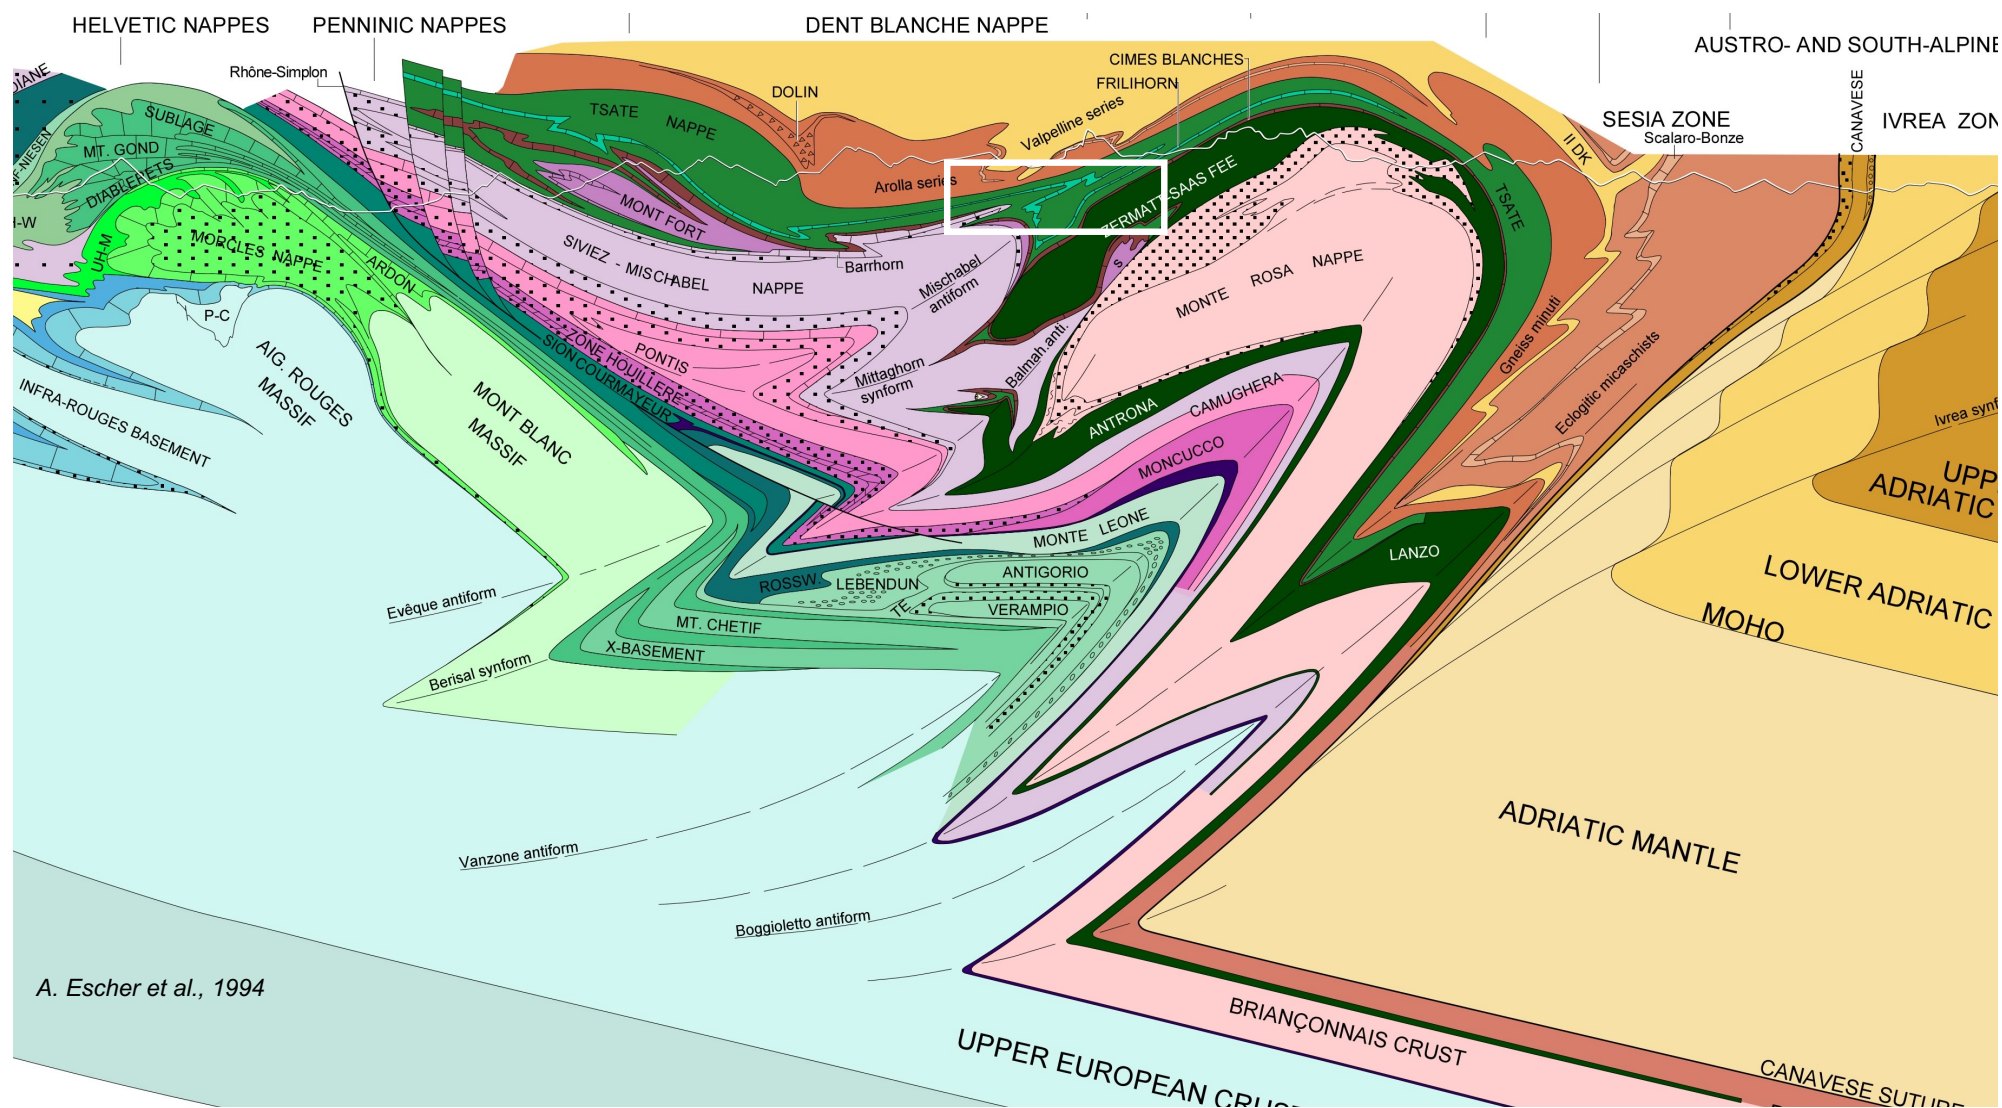 HELVETIC NAPPES
PENNINIC NAPPES
DENT BLANCHE NAPPE
AUSTRO- AND SOUTH-ALPINE
Rhône-Simplon
CIMES BLANCHES
FRILIHORN
DOLIN
Valpelline series
SESIA ZONE
Scalaro-Bonze
CANAVESE
IVREA ZON
II DK
SUBLAGE
MT. GOND
DIABLERETS
F-NIESEN
H-W
UH-M
MORCLES NAPPE
ARDON
P-C
TSATE NAPPE
Arolla series
MONT FORT
SIVIEZ - MISCHABEL NAPPE
Barrhorn
Mischabel
antiform
ZERMATT-SAAS FEE
S
MONTE ROSA NAPPE
TSATE
Gneiss minuti
Eclogitic micaschists
Ivrea synf
AIG. ROUGES
MASSIF
INFRA-ROUGES BASEMENT
MONT BLANC
MASSIF
SION COURMAYEUR
ZONE HOUILLERE
PONTIS
Mittaghorn
synform
Balmah.anti.
ANTRONA
CAMUGHERA
MONCUCCO
MONTE LEONE
ROSSW.
LEBENDUN
ANTIGORIO
TE
VERAMPIO
MT. CHETIF
X-BASEMENT
LANZO
UPP
ADRIATIC
LOWER ADRIATIC
MOHO
Evêque antiform
Berisal synform
Vanzone antiform
Boggioletto antiform
ADRIATIC MANTLE
A. Escher et al., 1994
BRIANÇONNAIS CRUST
UPPER EUROPEAN CRUST
CANAVESE SUTURE